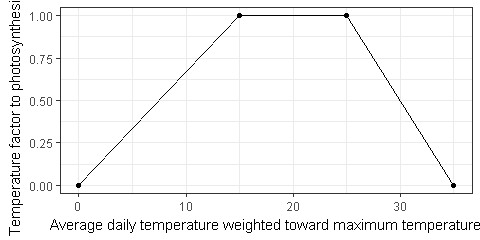 Temperature factor to photosynthesi
1.00
0.75
0.50
0.25
0.00
0 10 20 30
Average daily temperature weighted toward maximum temperature